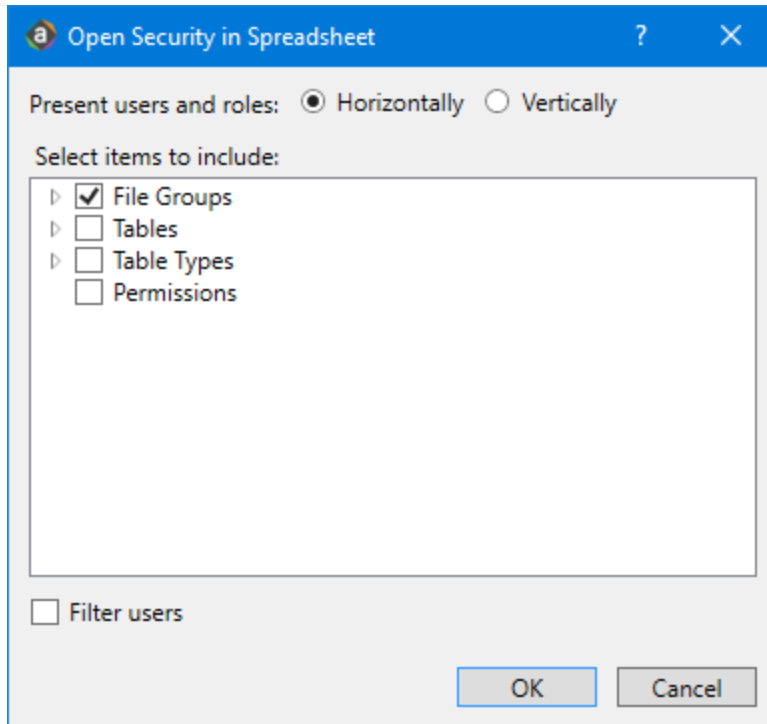 Open Security in Spreadsheet
Present users and roles: Horizontally Vertically
Select items to include:
File Groups
Tables
Table Types
Permissions
Filter users
OK Cancel